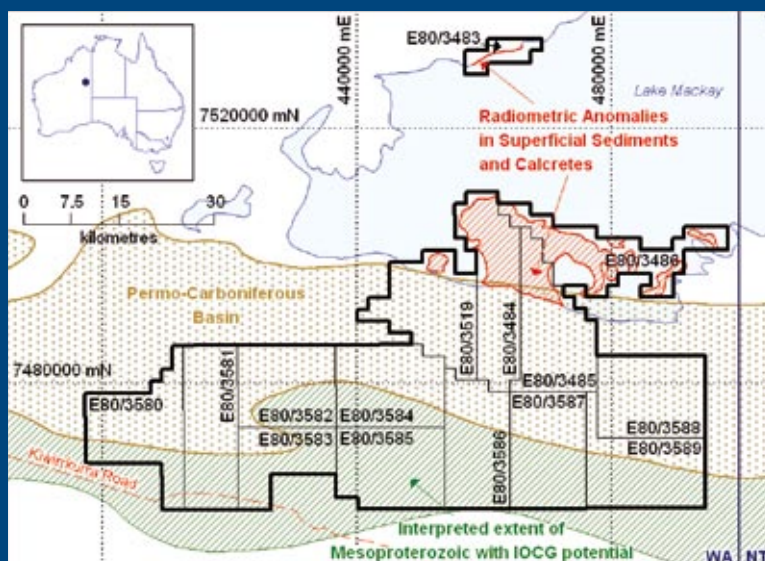 E80/3483
440000 mE
480000 mE
Lake Mackay
7520000 mN
Radiometric Anomalies
in Superficial Sediments
and Calcretes
0 7.5 15 30
kilometres
E80/3486
Permo-Carboniferous
Basin
E80/3519
E80/3484
7480000 mN
E80/3580
E80/3581
E80/3485
E80/3587
E80/3582
E80/3584
E80/3583
E80/3585
E80/3586
E80/3588
E80/3589
Kiwirrkurra Road
Interpreted extent of
Mesoproterozoic with IOCG potential
WA NT